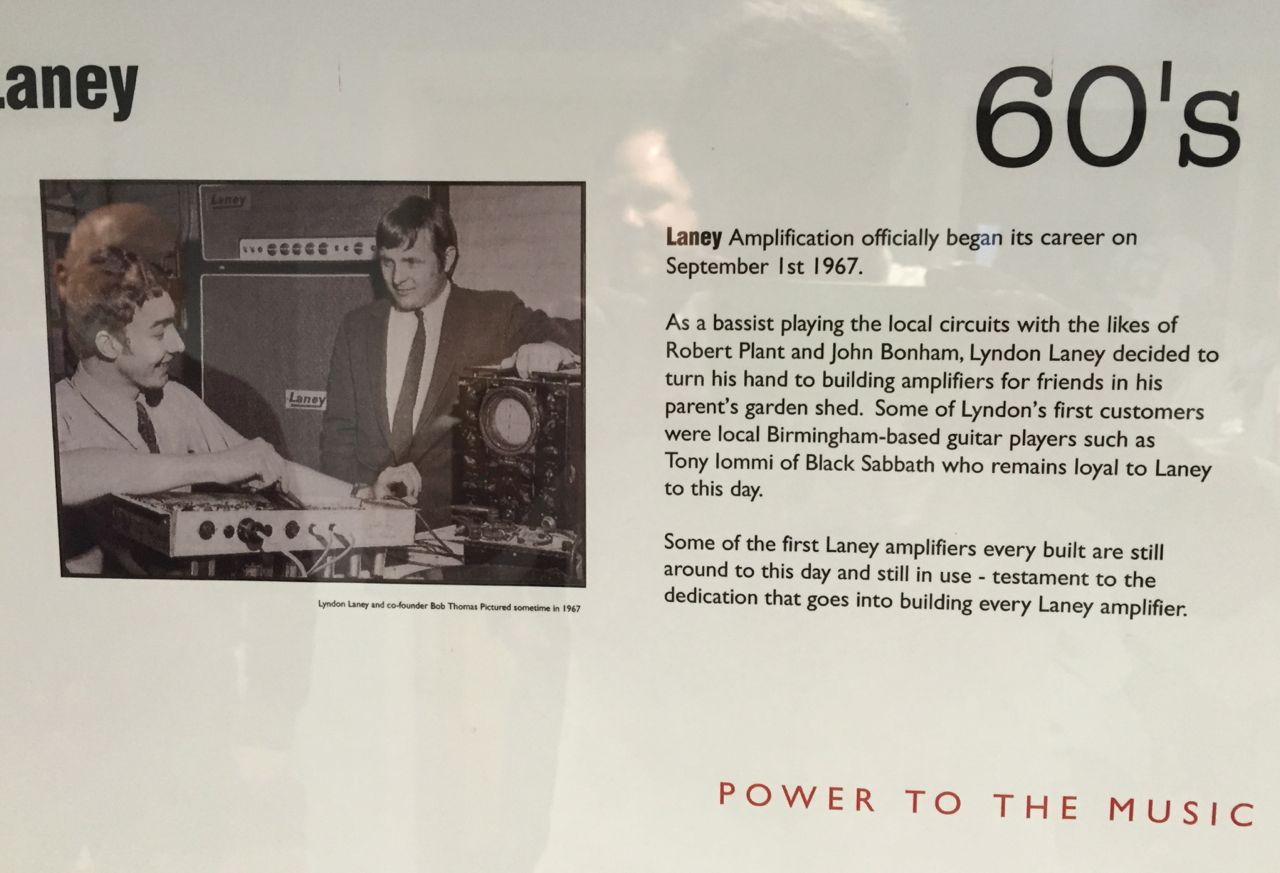 Laney
60's
Laney
Laney
Lyndon Laney and co-founder Bob Thomas Pictured sometime in 1967
Laney Amplification officially began its career on
September 1st 1967.
As a bassist playing the local circuits with the likes of
Robert Plant and John Bonham, Lyndon Laney decided to
turn his hand to building amplifiers for friends in his
parent's garden shed. Some of Lyndon's first customers
were local Birmingham-based guitar players such as
Tony Iommi of Black Sabbath who remains loyal to Laney
to this day.
Some of the first Laney amplifiers every built are still
around to this day and still in use - testament to the
dedication that goes into building every Laney amplifier.
POWER TO THE MUSIC